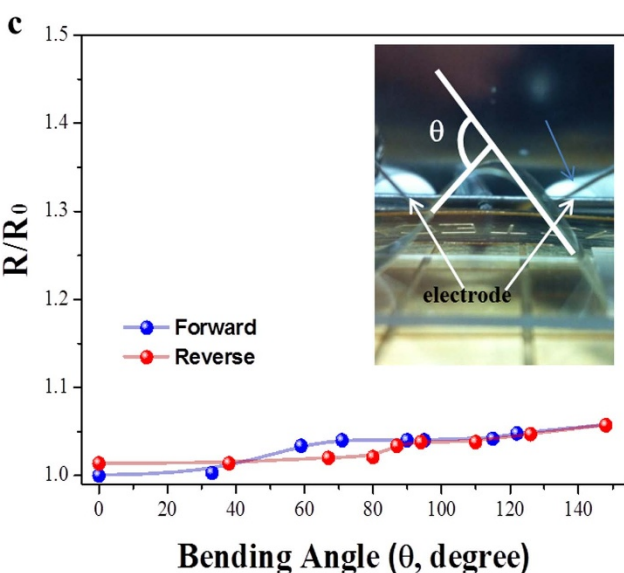 c
1.5
1.4
1.3
1.2
1.1
1.0
R/R0
Forward
Reverse
θ
electrode
0 20 40 60 80 100 120 140
Bending Angle (θ, degree)